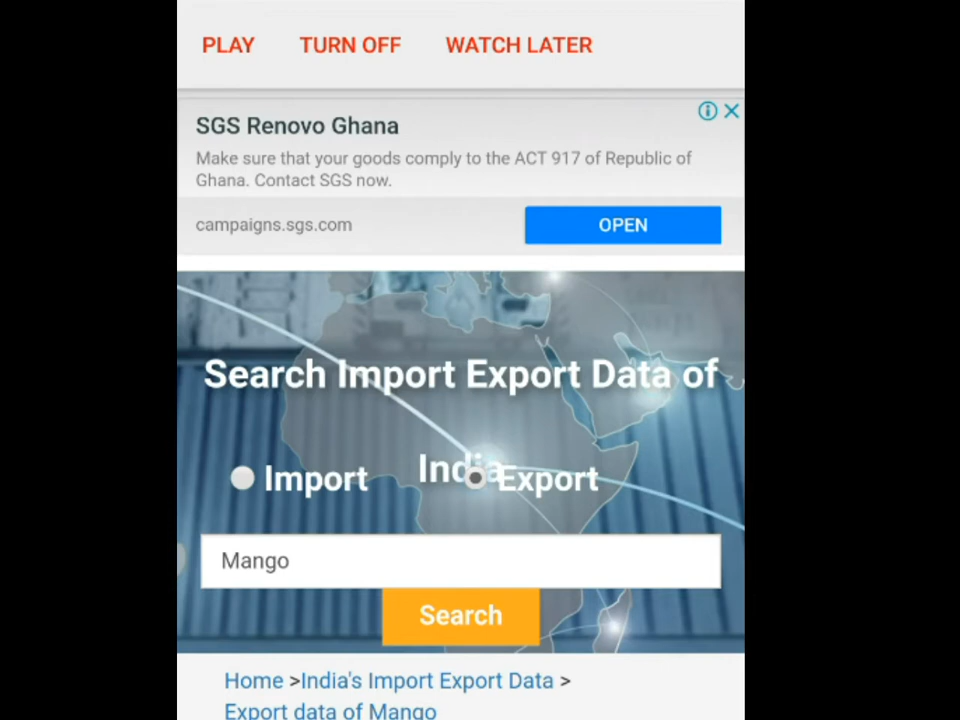 PLAY TURN OFF WATCH LATER
SGS Renovo Ghana
Make sure that your goods comply to the ACT 917 of Republic of
Ghana. Contact SGS now.
campaigns.sgs.com OPEN
Search Import Export Data of
India
Import Export
Mango
Search
Home >India's Import Export Data >
Export data of Mango